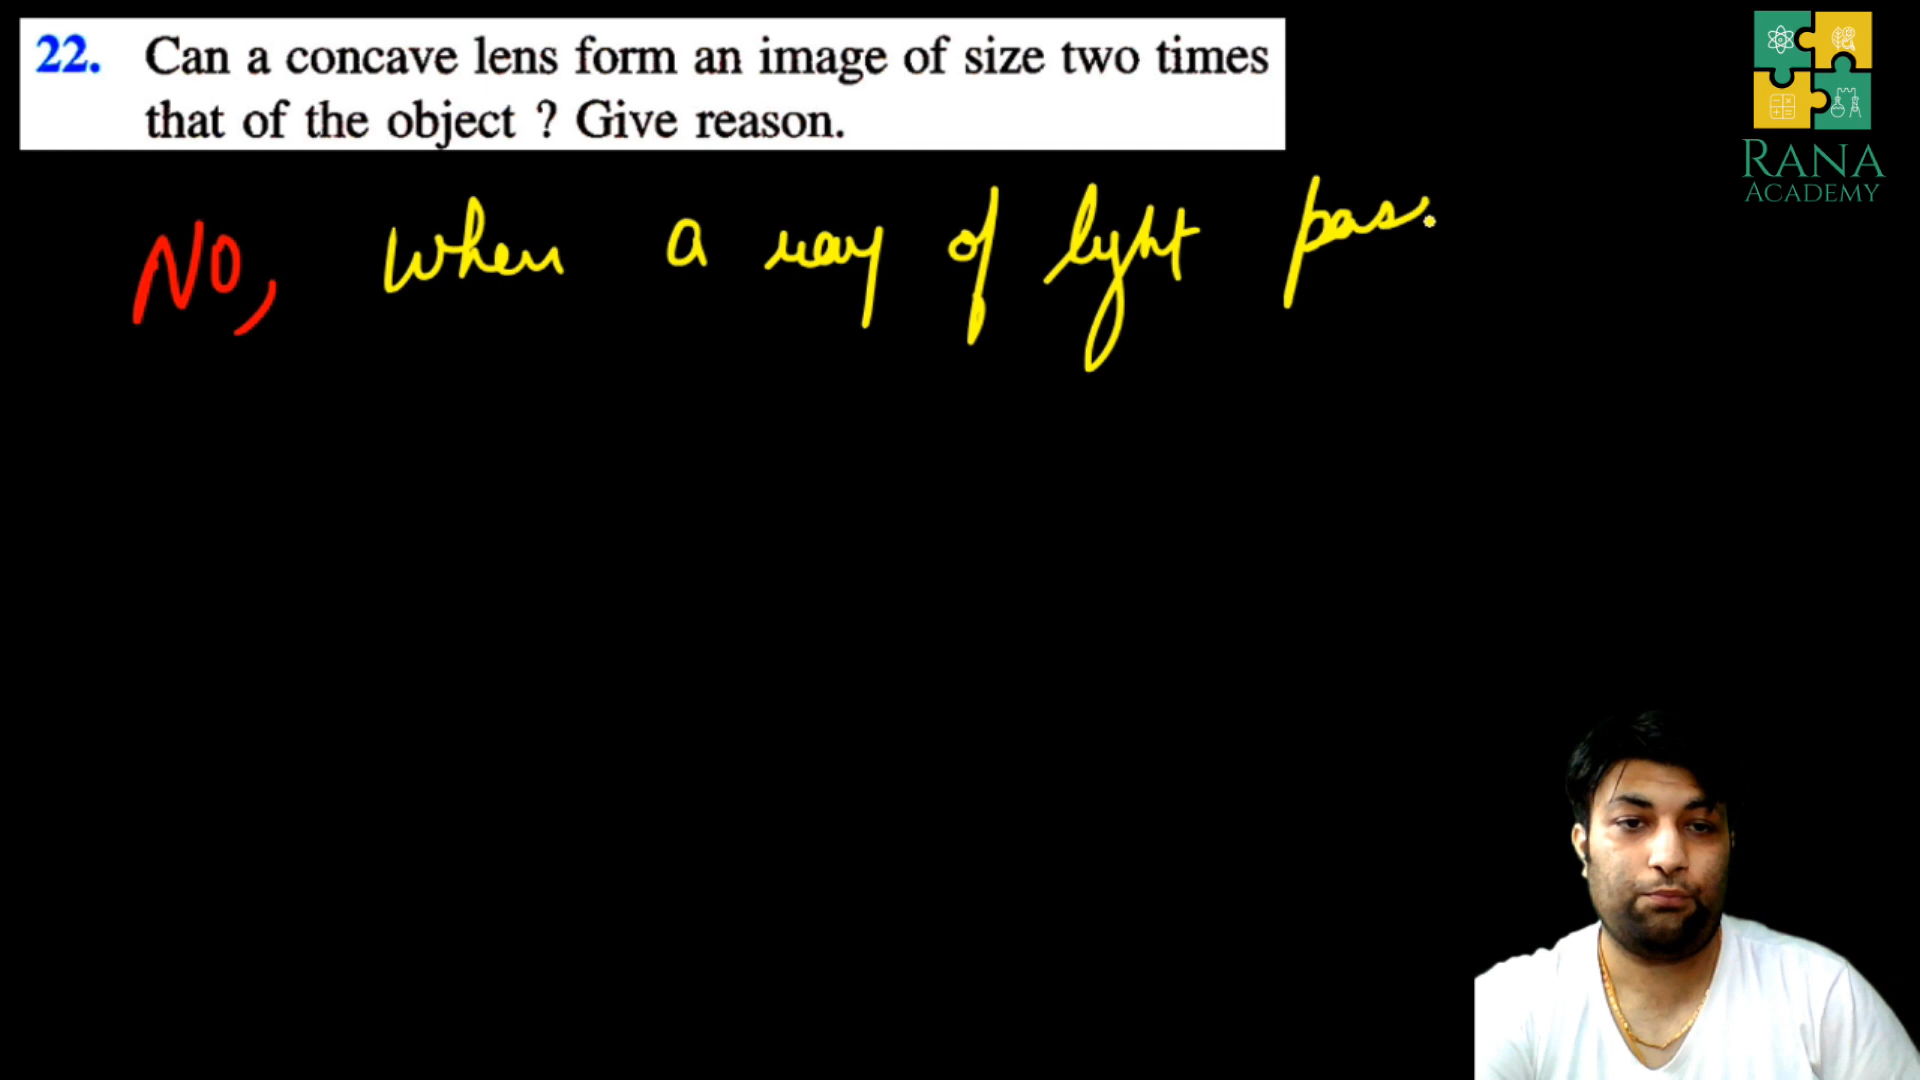 22. Can a concave lens form an image of size two times
that of the object ? Give reason.
RANA
ACADEMY
NO, when a ray of light pas